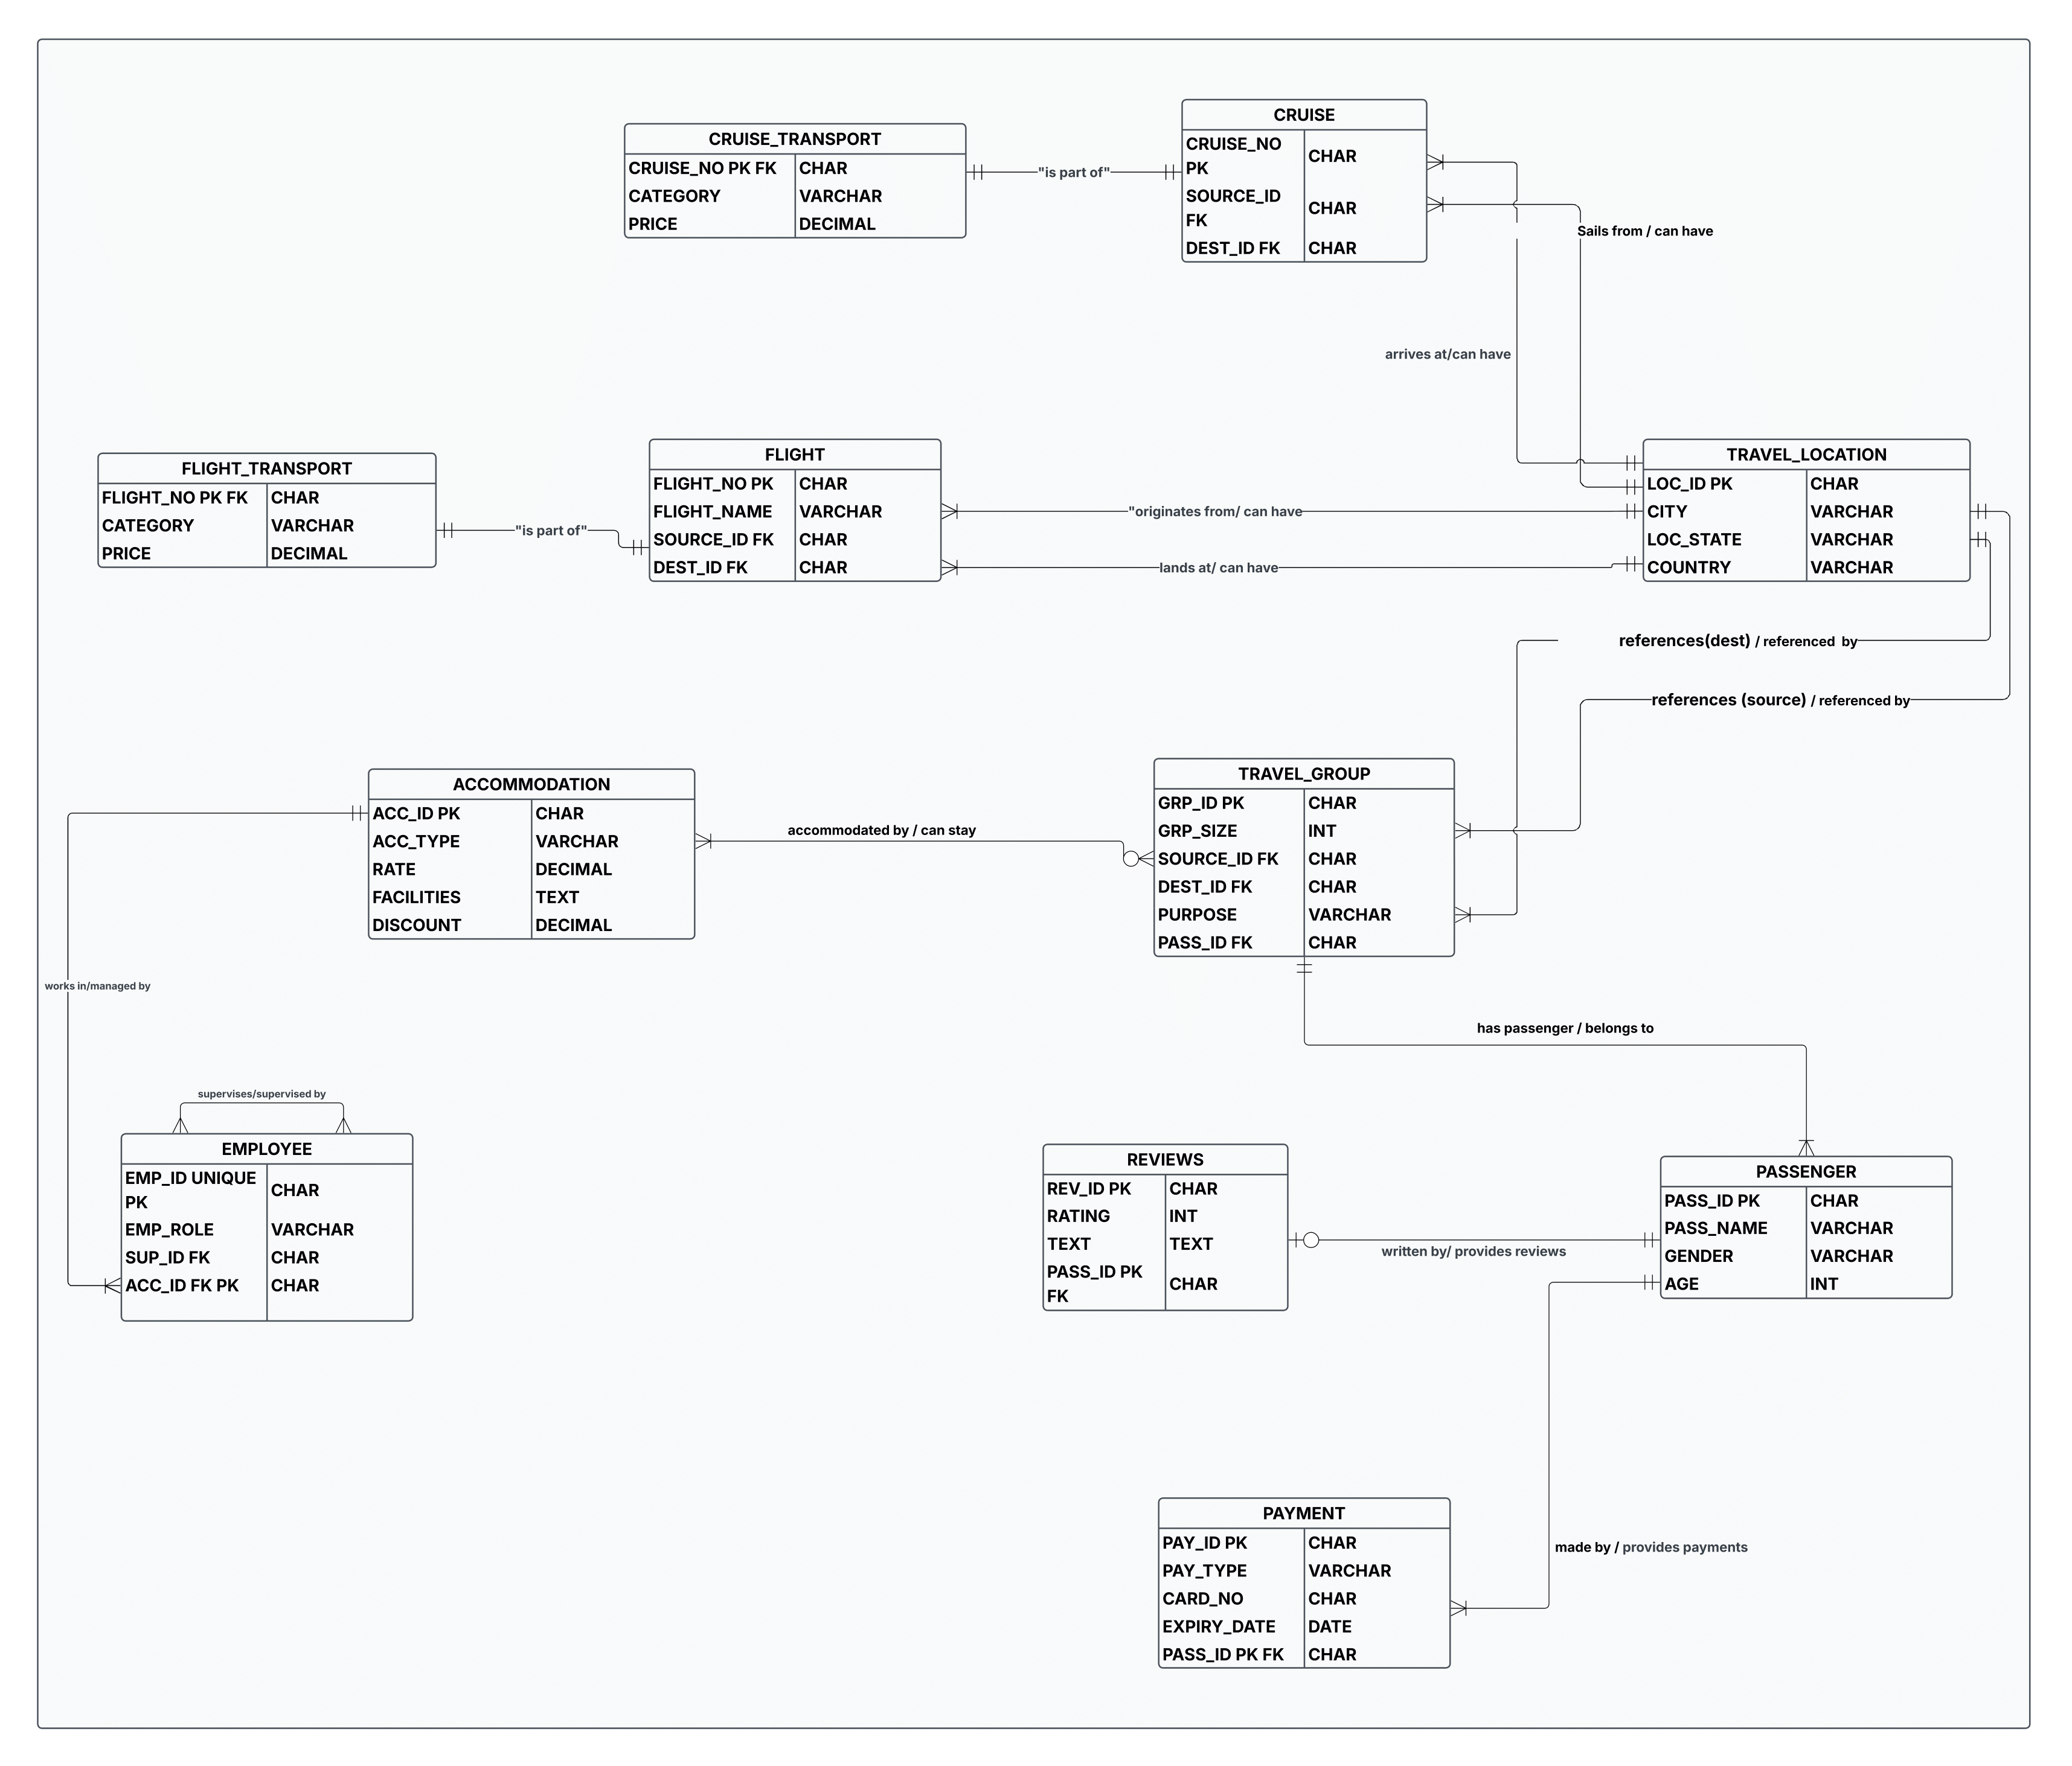 CRUISE
CRUISE_NO
PK
CHAR
SOURCE_ID
FK
CHAR
DEST_ID FK
CHAR
CRUISE_TRANSPORT
CRUISE_NO PK FK
CHAR
CATEGORY
VARCHAR
PRICE
DECIMAL
"is part of"
Sails from / can have
arrives at/can have
FLIGHT_TRANSPORT
FLIGHT_NO PK FK
CHAR
CATEGORY
VARCHAR
PRICE
DECIMAL
"is part of"
FLIGHT
FLIGHT_NO PK
CHAR
FLIGHT_NAME
VARCHAR
SOURCE_ID FK
CHAR
DEST_ID FK
CHAR
"originates from/ can have
lands at/ can have
TRAVEL_LOCATION
LOC_ID PK
CHAR
CITY
VARCHAR
LOC_STATE
VARCHAR
COUNTRY
VARCHAR
references(dest) / referenced by
references (source) / referenced by
ACCOMMODATION
ACC_ID PK
CHAR
ACC_TYPE
VARCHAR
RATE
DECIMAL
FACILITIES
TEXT
DISCOUNT
DECIMAL
accommodated by / can stay
TRAVEL_GROUP
GRP_ID PK
CHAR
GRP_SIZE
INT
SOURCE_ID FK
CHAR
DEST_ID FK
CHAR
PURPOSE
VARCHAR
PASS_ID FK
CHAR
works in/managed by
has passenger / belongs to
supervises/supervised by
EMPLOYEE
EMP_ID UNIQUE
PK
CHAR
EMP_ROLE
VARCHAR
SUP_ID FK
CHAR
ACC_ID FK PK
CHAR
REVIEWS
REV_ID PK
CHAR
RATING
INT
TEXT
TEXT
PASS_ID PK
FK
CHAR
written by/ provides reviews
PASSENGER
PASS_ID PK
CHAR
PASS_NAME
VARCHAR
GENDER
VARCHAR
AGE
INT
PAYMENT
PAY_ID PK
CHAR
PAY_TYPE
VARCHAR
CARD_NO
CHAR
EXPIRY_DATE
DATE
PASS_ID PK FK
CHAR
made by / provides payments